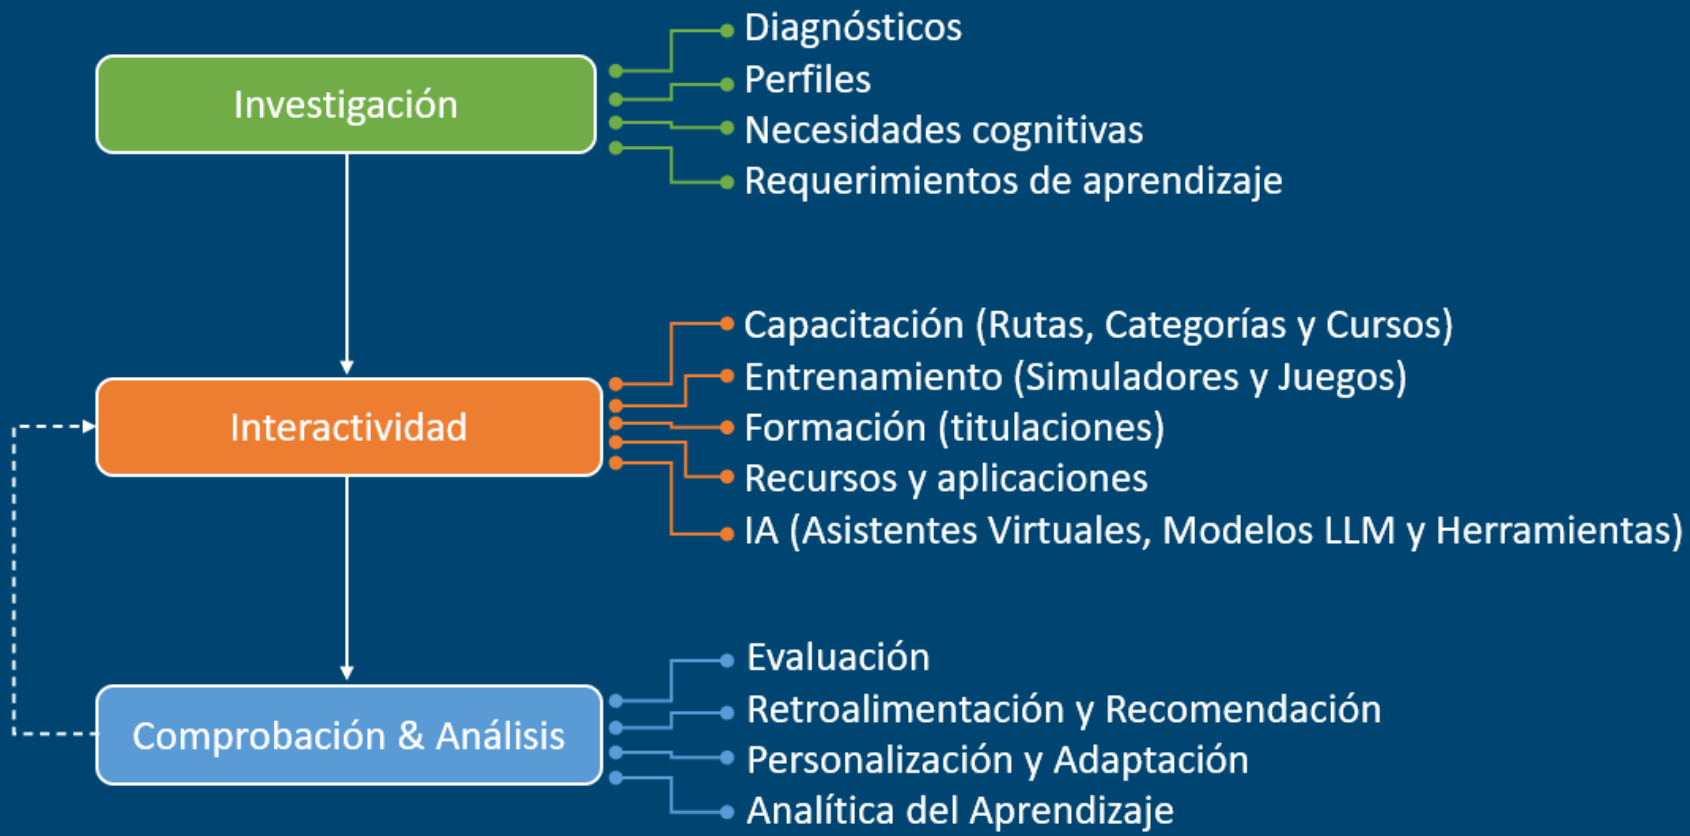 Investigación
Diagnósticos
Perfiles
Necesidades cognitivas
Requerimientos de aprendizaje
Interactividad
Capacitación (Rutas, Categorías y Cursos)
Entrenamiento (Simuladores y Juegos)
Formación (titulaciones)
Recursos y aplicaciones
IA (Asistentes Virtuales, Modelos LLM y Herramientas)
Comprobación & Análisis
Evaluación
Retroalimentación y Recomendación
Personalización y Adaptación
Analítica del Aprendizaje